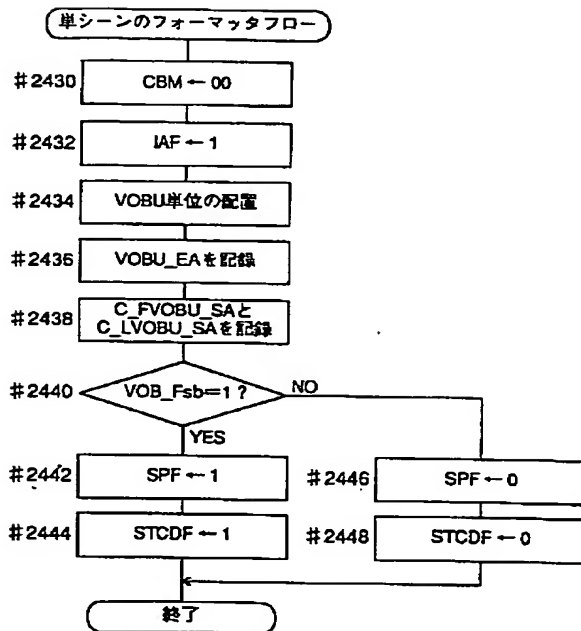 単シーンのフォーマッタフロー
#2430
CBM ← 00
#2432
IAF ← 1
#2434
VOBU単位の配置
#2436
VOBU_EAを記録
#2438
C_FVOBU_SAと
C_LVOBU_SAを記録
#2440
VOB_Fsb=1?
NO
YES
#2442
SPF ← 1
#2446
SPF ← 0
#2444
STCDF ← 1
#2448
STCDF ← 0
終了